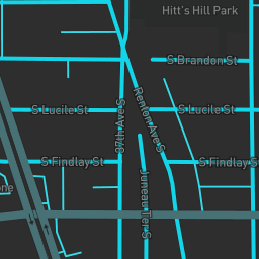 Hitt's Hill Park
S Brandon St
S Lucile St
S Lucile St
37th Ave S
Renton Ave S
S Findlay St
S Findlay St
Juneau Ter S